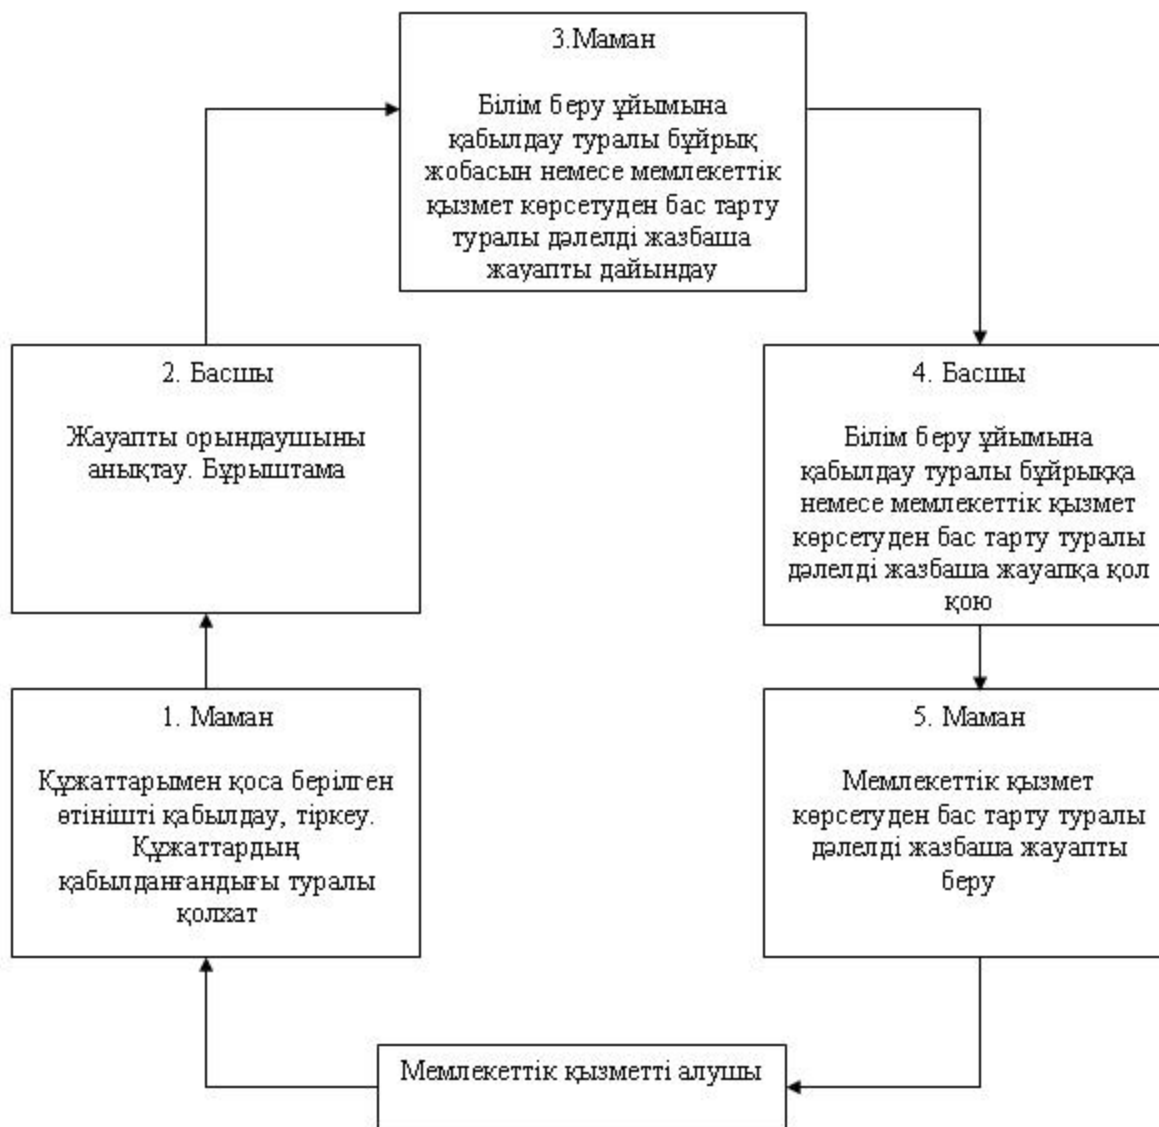 3.Маман
Білім беру ұйымына
қабылдау туралы бұйрық
жобасын немесе мемлекеттік
қызмет көрсетуден бас тарту
туралы дәлелді жазбаша
жауапты дайындау
2. Басшы
Жауапты орындаушыны
анықтау. Бұрыштама
4. Басшы
Білім беру ұйымына
қабылдау туралы бұйрыққа
немесе мемлекеттік қызмет
көрсетуден бас тарту туралы
дәлелді жазбаша жауапқа қол
қою
1. Маман
Құжаттарымен қоса берілген
өтінішті қабылдау, тіркеу.
Құжаттардың
қабылданғандығы туралы
қолхат
5. Маман
Мемлекеттік қызмет
көрсетуден бас тарту туралы
дәлелді жазбаша жауапты
беру
Мемлекеттік қызметті алушы